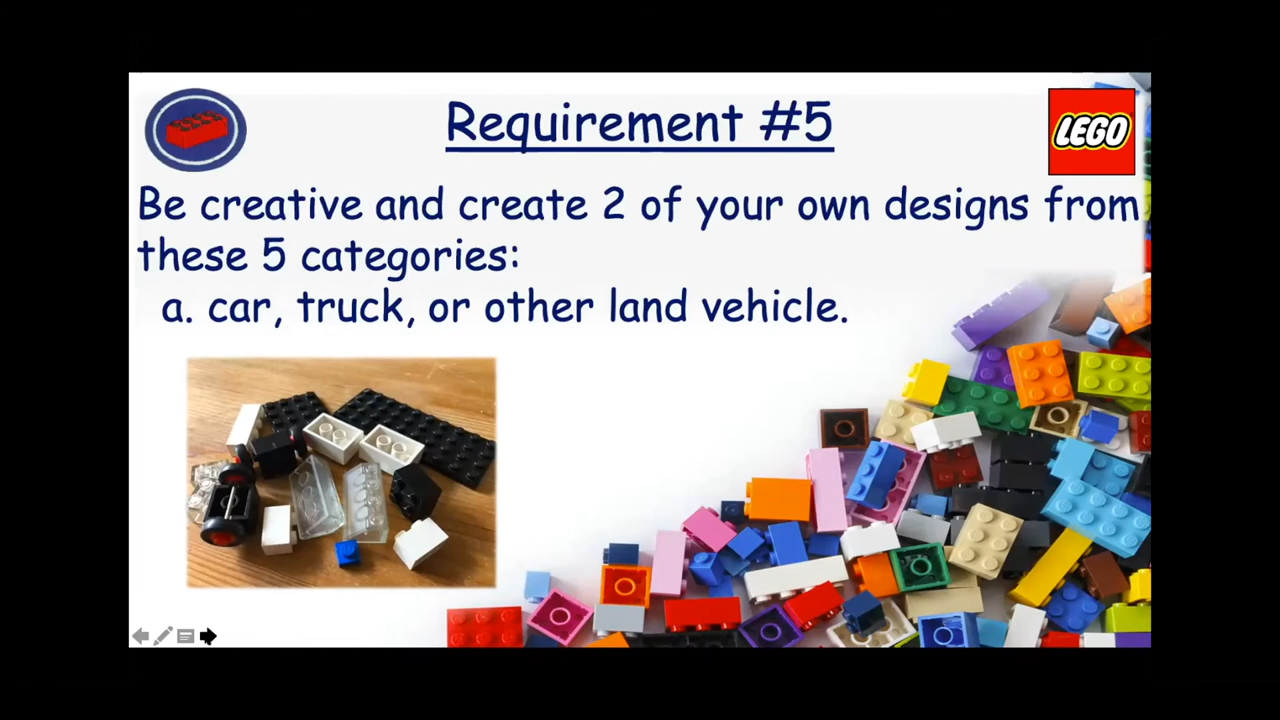 Requirement #5
LEGO
Be creative and create 2 of your own designs from
these 5 categories:
a. car, truck, or other land vehicle.